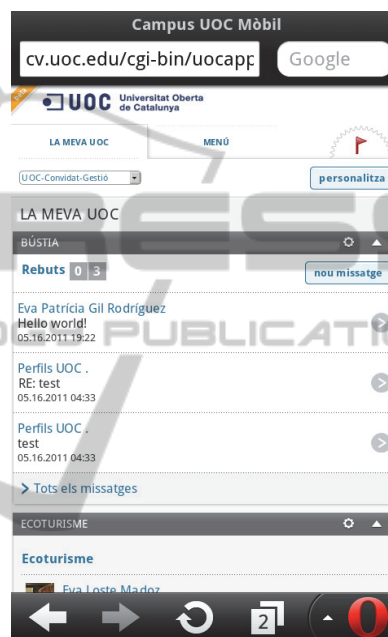 Campus UOC Mòbil
cv.uoc.edu/cgi-bin/uocapp
Google
UOC Universitat Oberta
de Catalunya
LA MEVA UOC
MENÚ
UOC-Convidat-Gestió
personalitza
LA MEVA UOC
BÚSTIA
Rebuts 0 3
nou missatge
Eva Patrícia Gil Rodríguez
Hello world!
05.16.2011 19:22
Perfils UOC .
RE: test
05.16.2011 04:33
Perfils UOC .
test
05.16.2011 04:33
Tots els missatges
ECOTURISME
Ecoturisme
Eva Loste Madoz
2